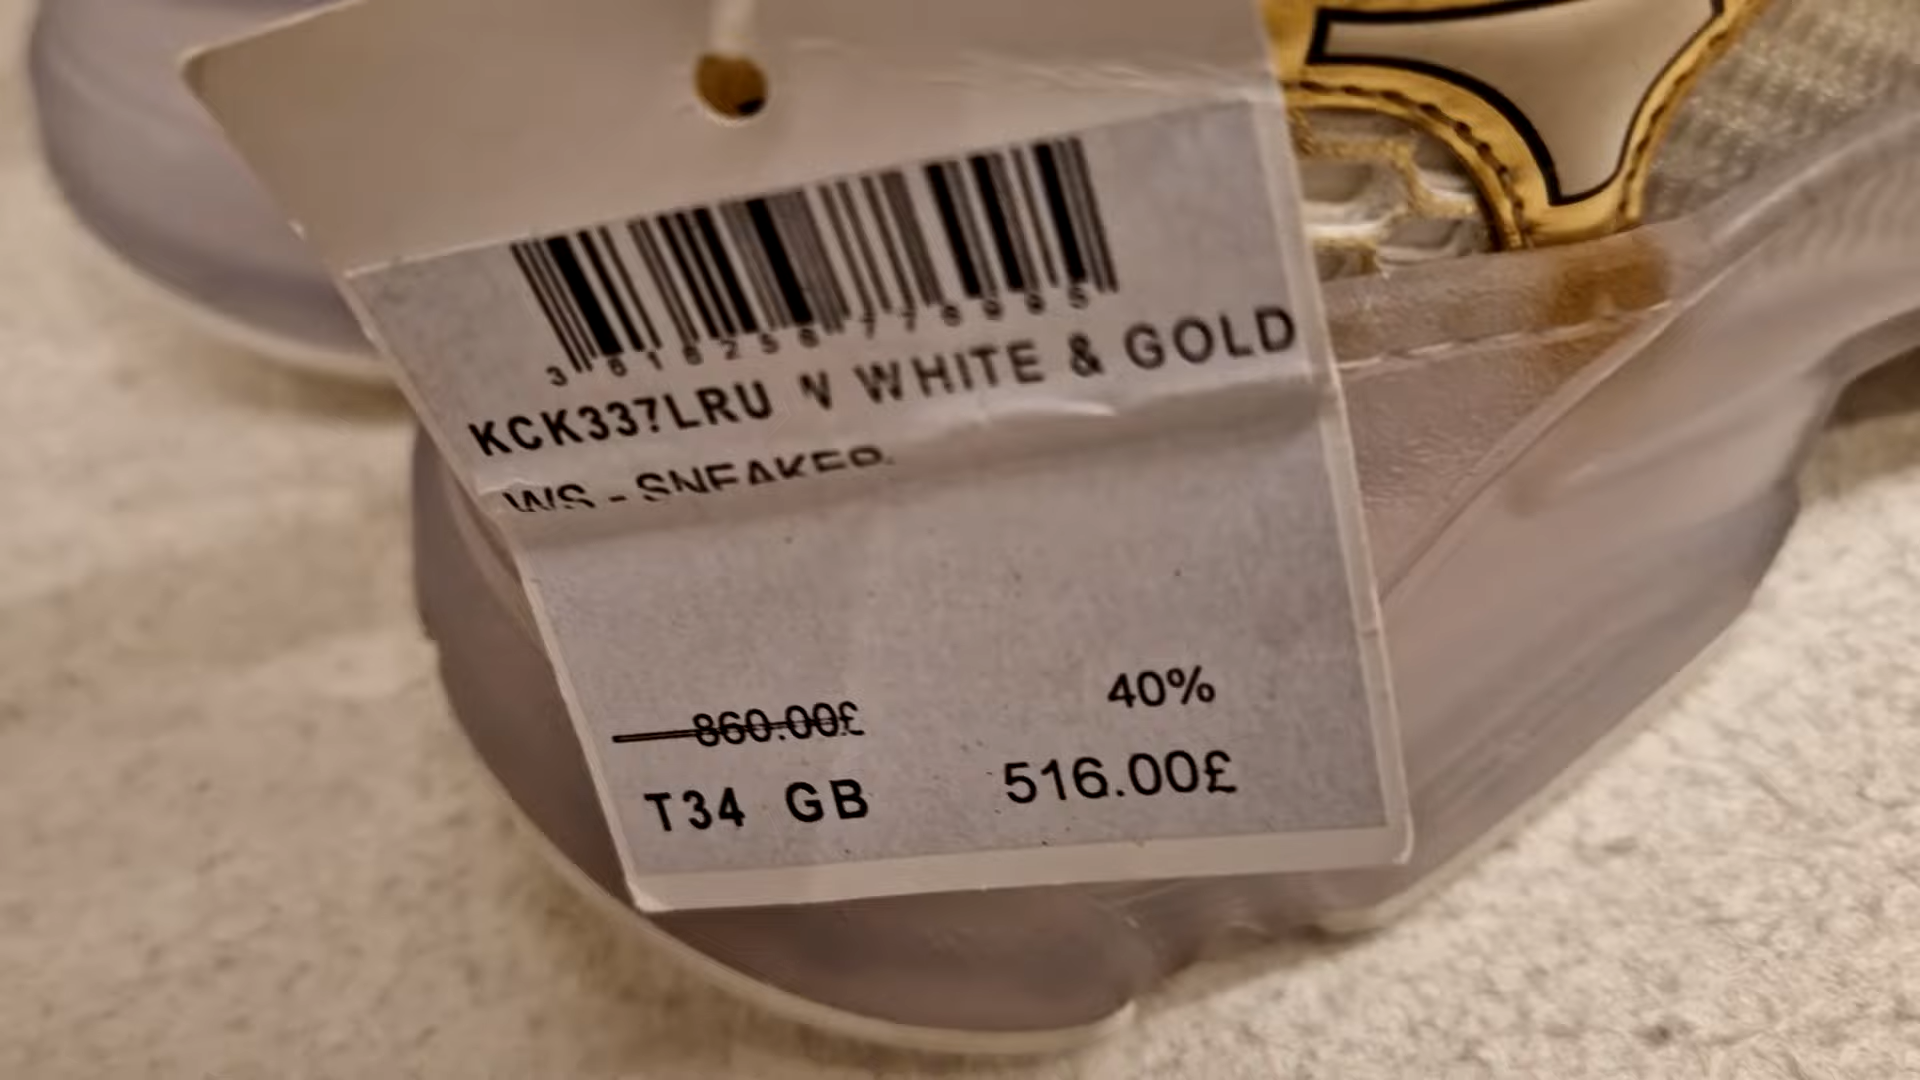 KCK337LRU W WHITE & GOLD
WS - SNEAKER
860.00£
40%
T34 GB
516.00£